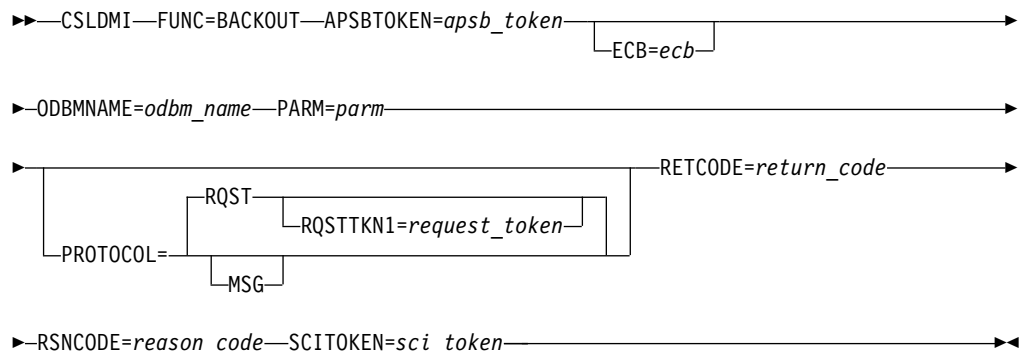 CSLDMI FUNC=BACKOUT APSBTOKEN=apsb_token
ECB=ecb
ODBMNAME=odbm_name PARM=parm
RETCODE=return_code
RQST
RQSTTKN1=request_token
PROTOCOL=
MSG
RSNCODE=reason code SCITOKEN=sci token